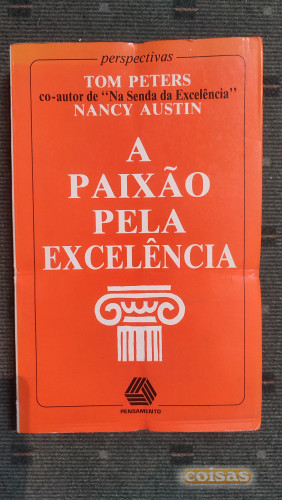 perspectivas
TOM PETERS
co-autor de "Na Senda da Excelência"
NANCY AUSTIN
A
PAIXÃO
PELA
EXCELÊNCIA
PENSAMENTO
coisas